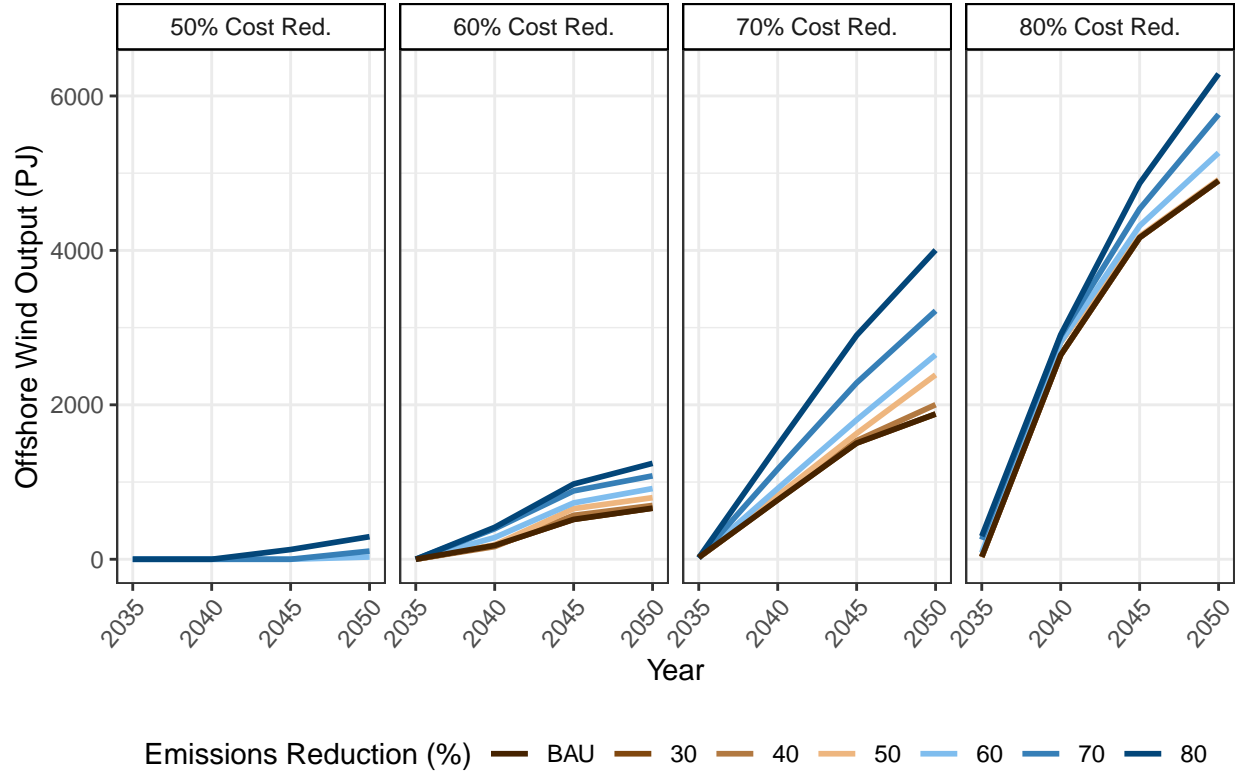 50% Cost Red. 60% Cost Red. 70% Cost Red. 80% Cost Red.
Offshore Wind Output (PJ)
6000
4000
2000
0
2035 2040 2045 2050 2035 2040 2045 2050 2035 2040 2045 2050 2035 2040 2045 2050
Year
Emissions Reduction (%) BAU 30 40 50 60 70 80